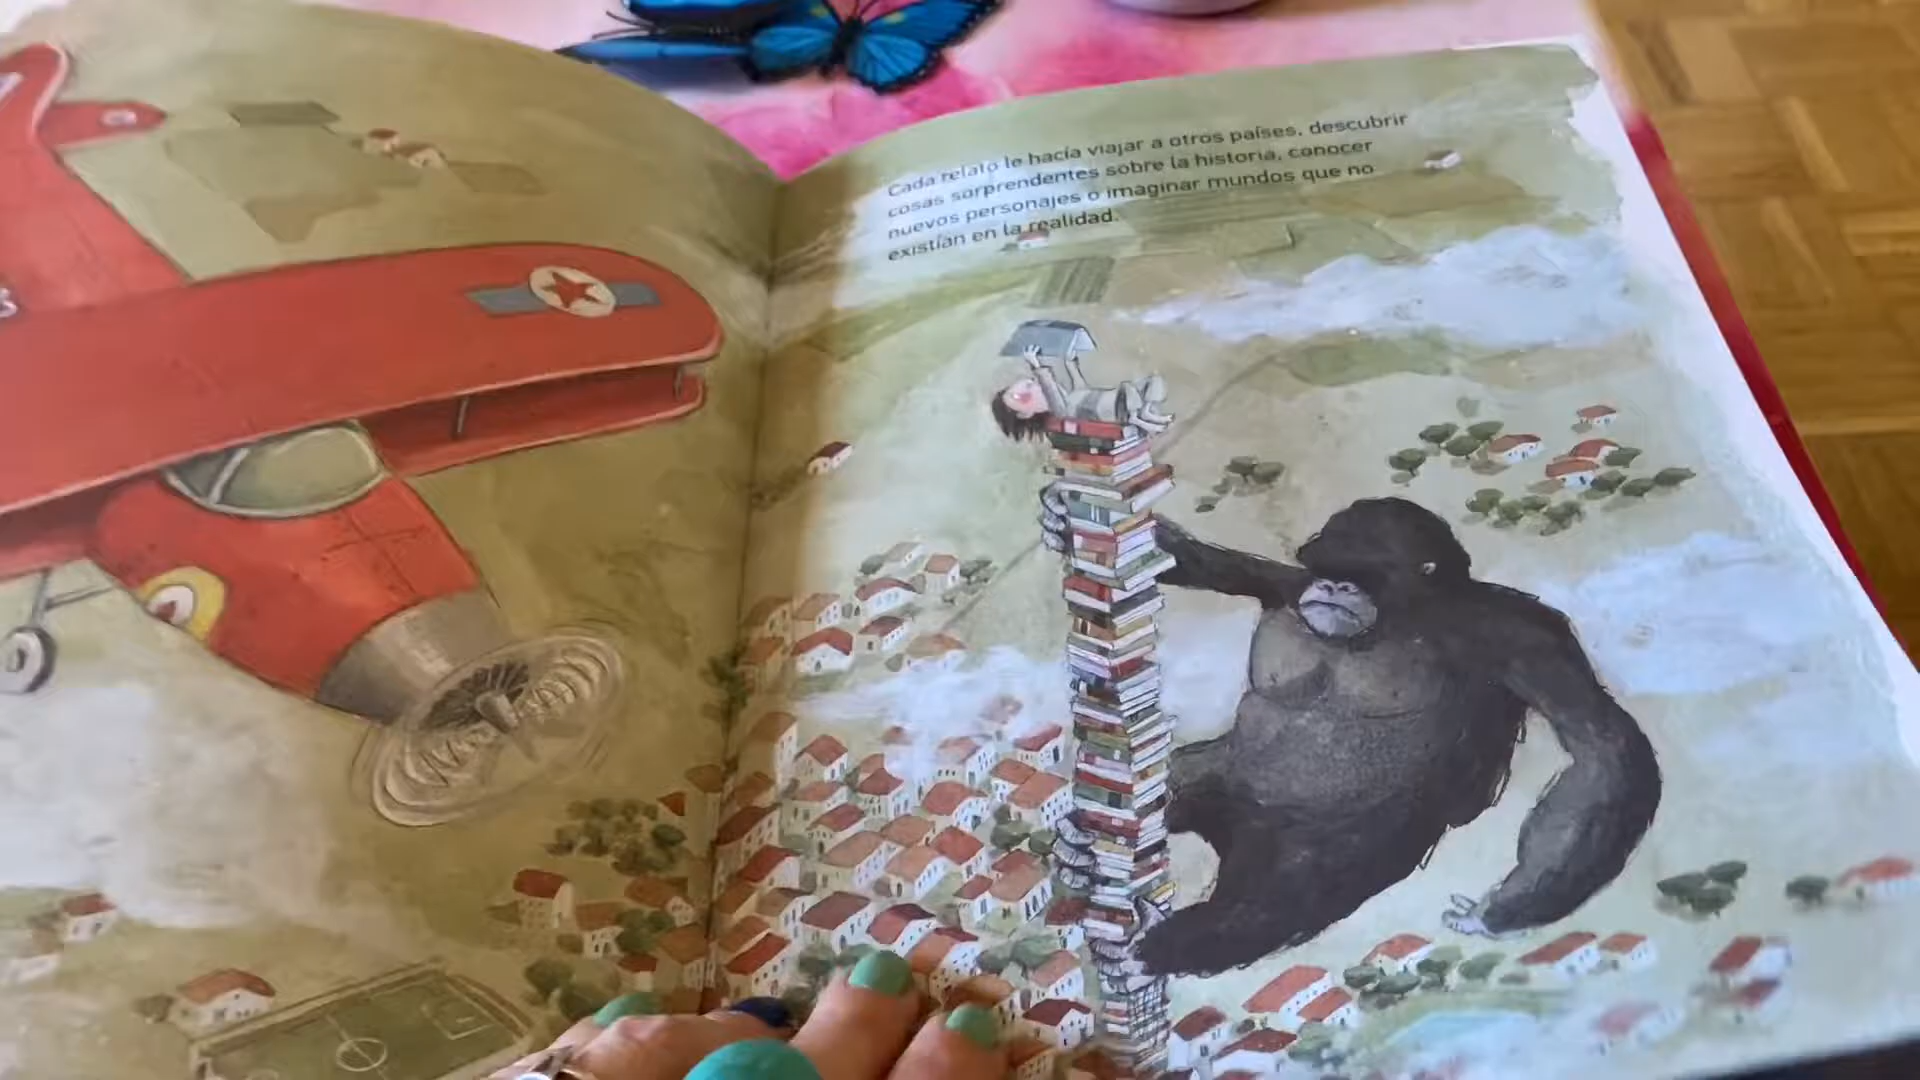 Cada relato le hacía viajar a otros países, descubrir
cosas sorprendentes sobre la historia, conocer
nuevos personajes o imaginar mundos que no
existían en la realidad.